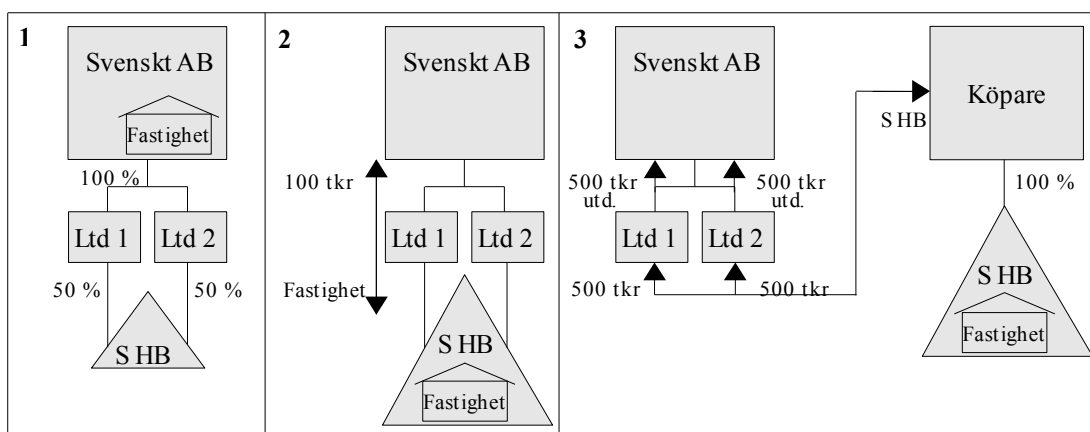 1
Svenskt AB
Fastighet
100 %
Ltd 1
Ltd 2
50 %
50 %
S HB
2
Svenskt AB
100 tkr
Ltd 1
Ltd 2
Fastighet
S HB
Fastighet
3
Svenskt AB
500 tkr
utd.
500 tkr
utd.
Ltd 1
Ltd 2
500 tkr
500 tkr
S HB
Köpare
100 %
S HB
Fastighet